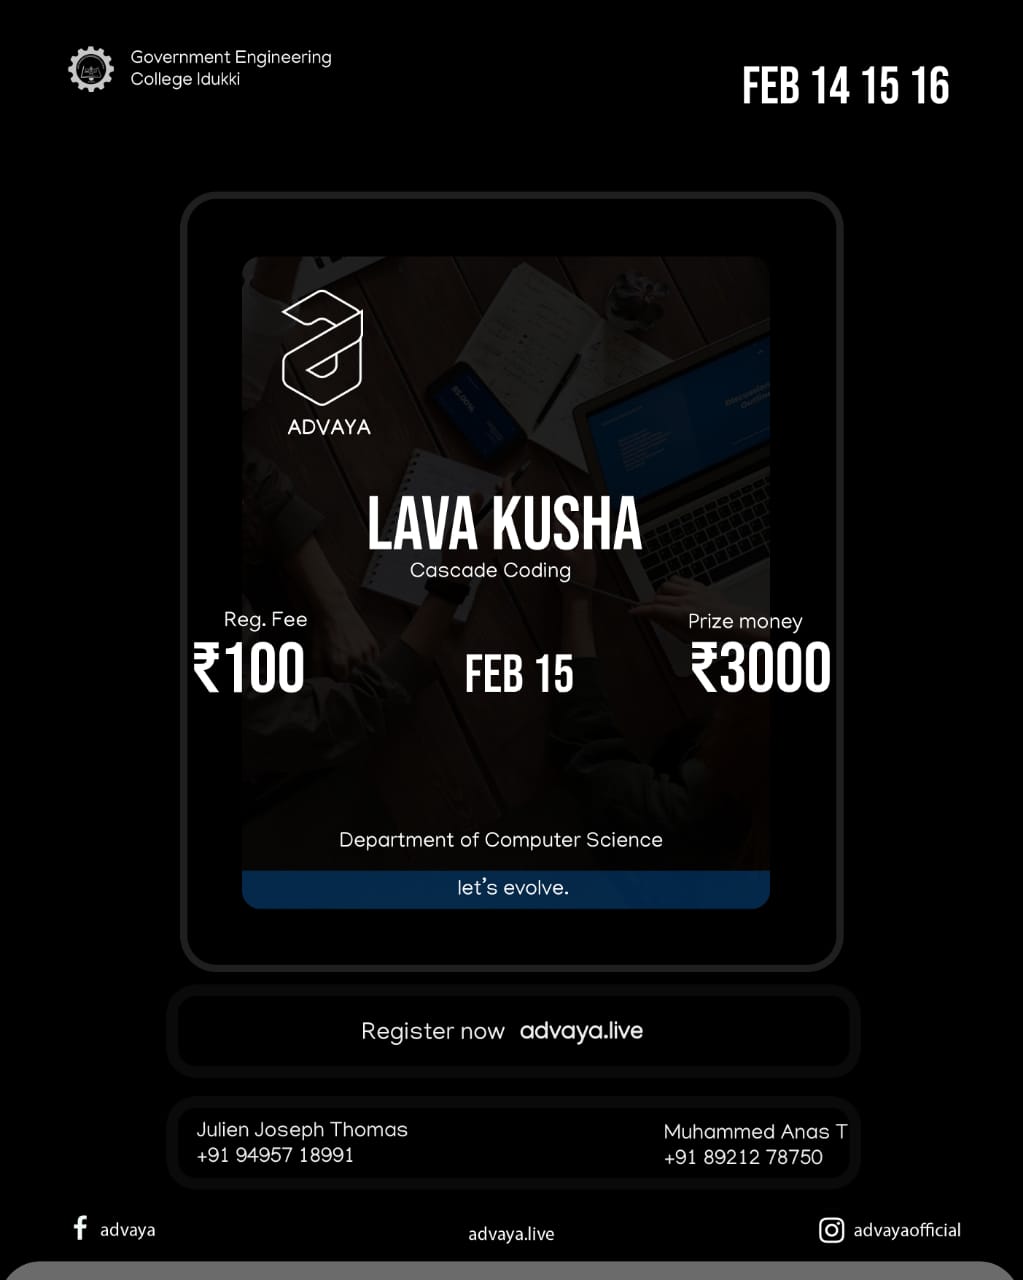 Government Engineering
College Idukki
FEB 14 15 16
ADVAYA
LAVA KUSHA
Cascade Coding
Reg. Fee
₹100
FEB 15
Prize money
₹3000
Department of Computer Science
let's evolve.
Register now advaya.live
Julien Joseph Thomas
+91 94957 18991
Muhammed Anas T
+91 89212 78750
advaya
advaya.live
advayaofficial